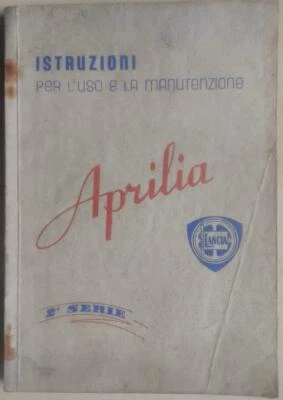 ISTRUZIONI
PER L'USO E LA MANUTENZIONE
Aprilia
LANCIA
2ª SERIE